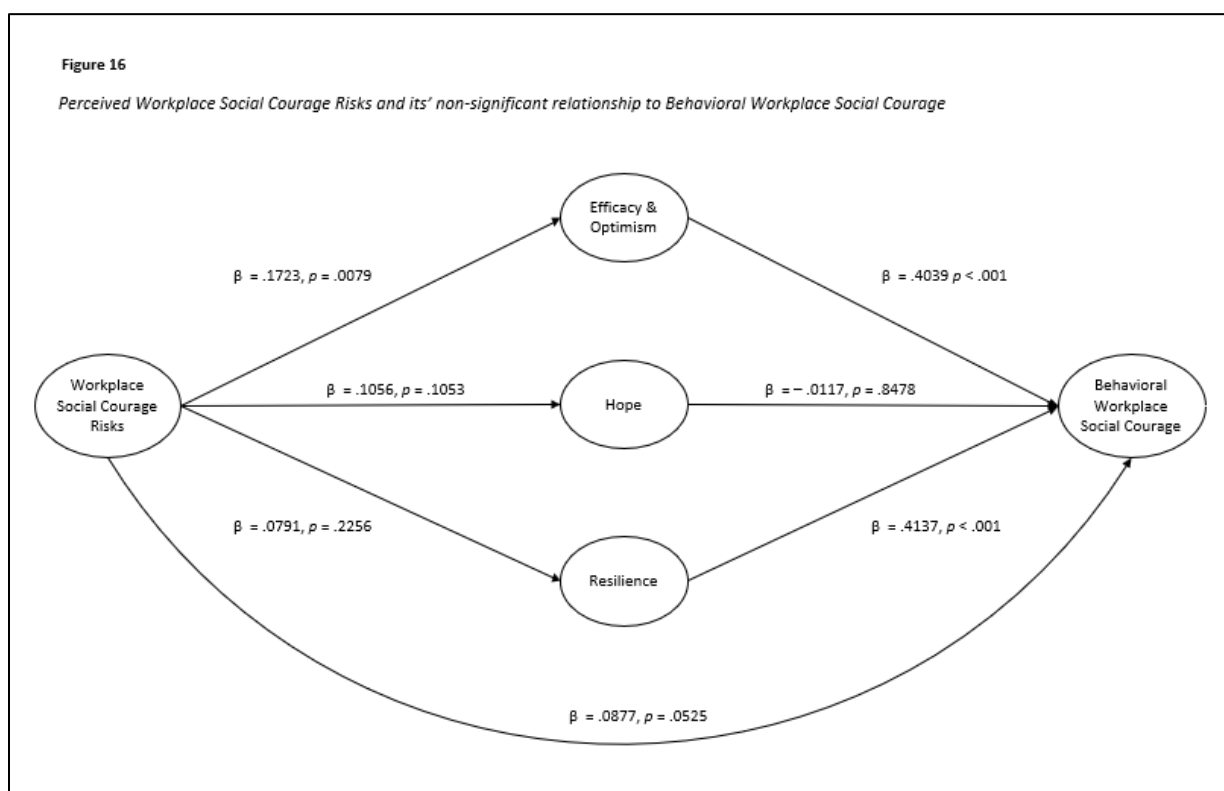 Figure 16
Perceived Workplace Social Courage Risks and its' non-significant relationship to Behavioral Workplace Social Courage
Efficacy &
Optimism
β = .1723, p = .0079
β = .4039 p < .001
Workplace
Social Courage
Risks
β = .1056, p = .1053
Hope
β = – .0117, p = .8478
Behavioral
Workplace
Social Courage
β = .0791, p = .2256
β = .4137, p < .001
Resilience
β = .0877, p = .0525